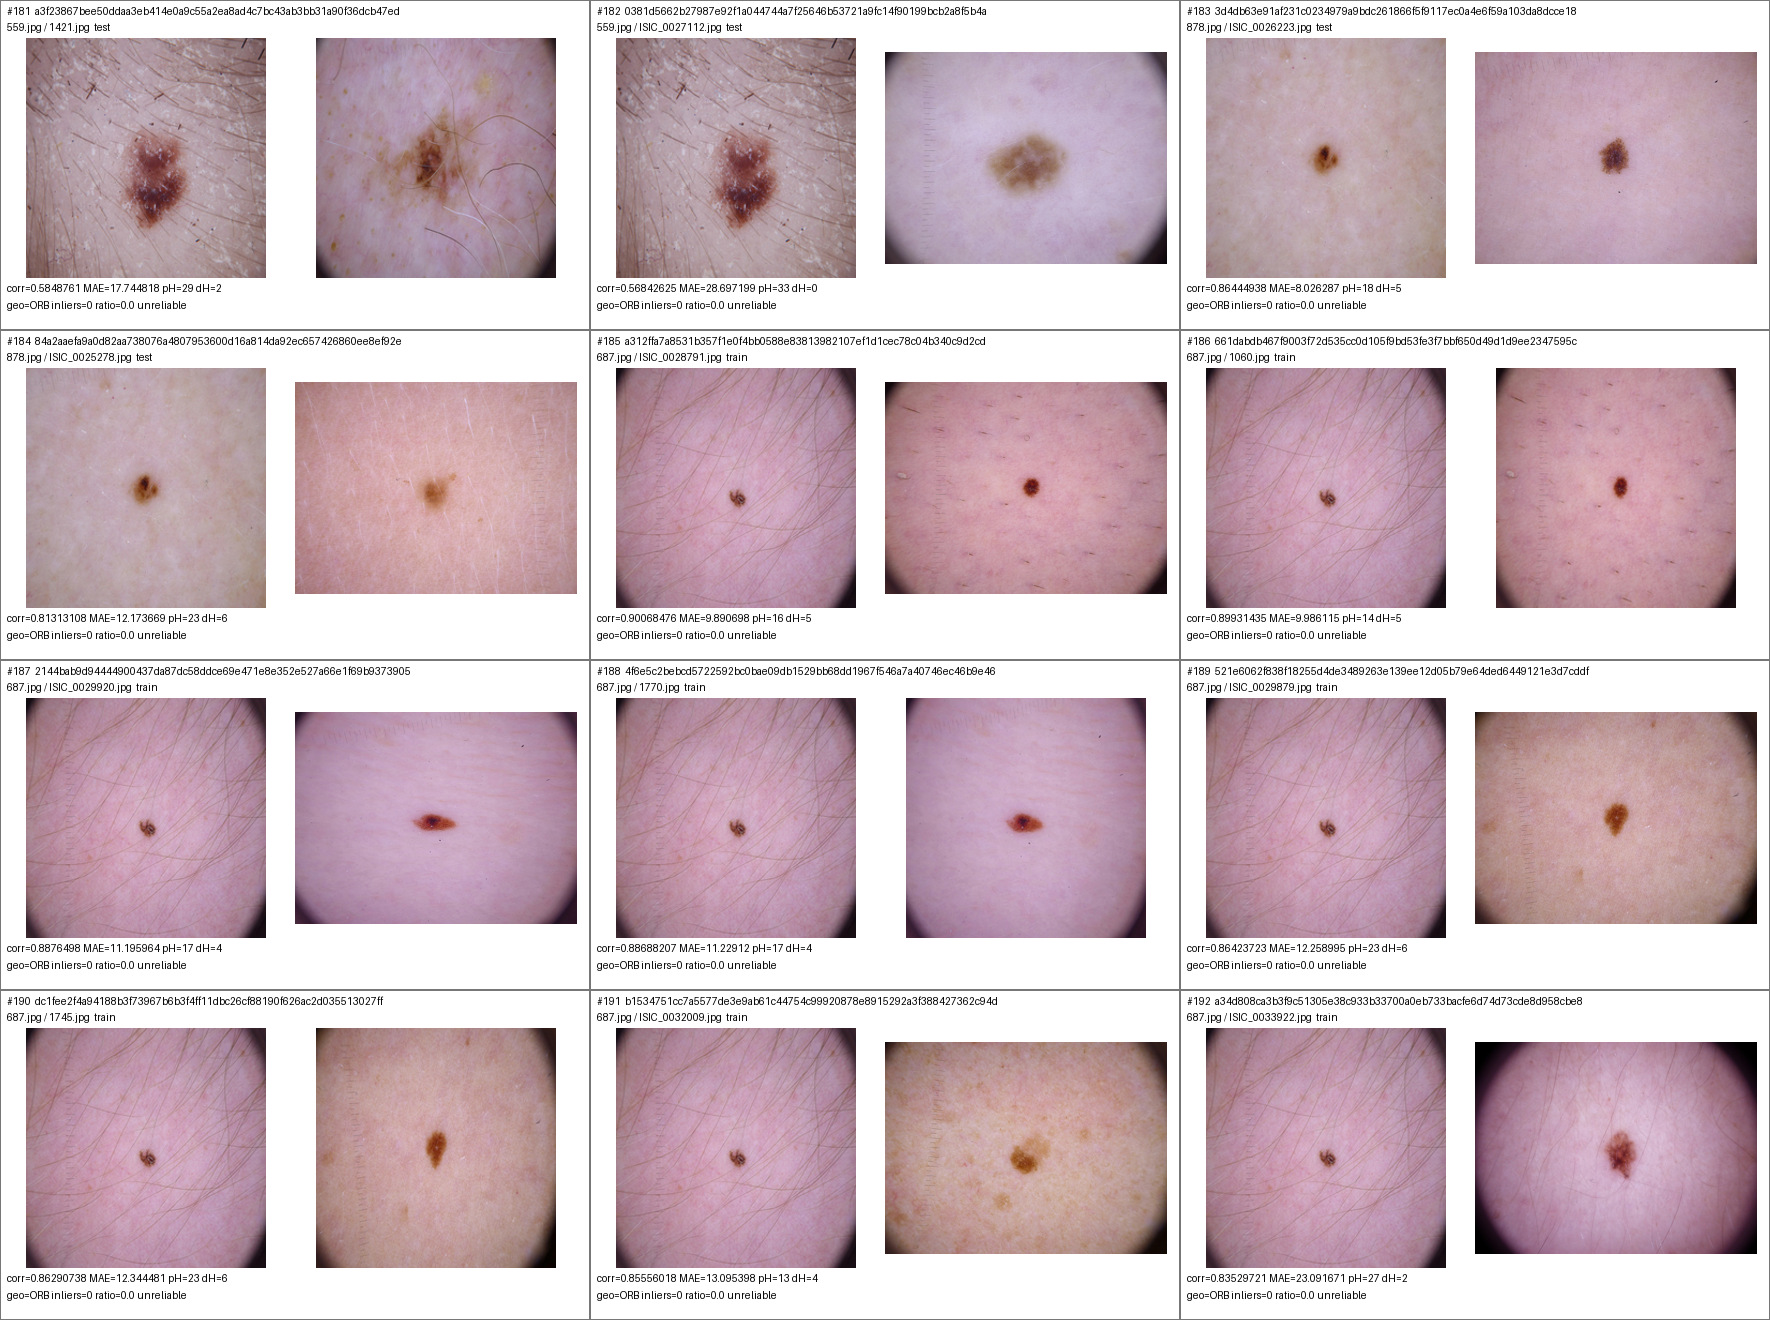 #181 a3f23867bee50ddaa3eb414e0a9c55a2ea8ad4c7bc43ab3bb31a90f36dcb47ed
559.jpg / 1421.jpg test
corr=0.5848761 MAE=17.744818 pH=29 dH=2
geo=ORB inliers=0 ratio=0.0 unreliable
#182 0381d5662b27987e92f1a044744a7f25646b53721a9fc14f90199bcb2a8f5b4a
559.jpg / ISIC_0027112.jpg test
corr=0.56842625 MAE=28.697199 pH=33 dH=0
geo=ORB inliers=0 ratio=0.0 unreliable
#183 3d4db63e91af231c0234979a9bdc261866f5f9117ec0a4e6f59a103da8dcce18
878.jpg / ISIC_0026223.jpg test
corr=0.86444938 MAE=8.026287 pH=18 dH=5
geo=ORB inliers=0 ratio=0.0 unreliable
#184 84a2aaefa9a0d82aa738076a4807953600d16a814da92ec657426860ee8ef92e
878.jpg / ISIC_0025278.jpg test
corr=0.81313108 MAE=12.173669 pH=23 dH=6
geo=ORB inliers=0 ratio=0.0 unreliable
#185 a312ffa7a8531b357f1e0f4bb0588e83813982107ef1d1cec78c04b340c9d2cd
687.jpg / ISIC_0028791.jpg train
corr=0.90068476 MAE=9.890698 pH=16 dH=5
geo=ORB inliers=0 ratio=0.0 unreliable
#186 661dabdb467f9003f72d535cc0d105f9bd53fe3f7bbf650d49d1d9ee2347595c
687.jpg / 1060.jpg train
corr=0.89931435 MAE=9.986115 pH=14 dH=5
geo=ORB inliers=0 ratio=0.0 unreliable
#187 2144bab9d94444900437da87dc58ddce69e471e8e352e527a66e1f69b9373905
687.jpg / ISIC_0029920.jpg train
corr=0.8876498 MAE=11.195964 pH=17 dH=4
geo=ORB inliers=0 ratio=0.0 unreliable
#188 4f6e5c2bebcd5722592bc0bae09db1529bb68dd1967f546a7a40746ec46b9e46
687.jpg / 1770.jpg train
corr=0.88688207 MAE=11.22912 pH=17 dH=4
geo=ORB inliers=0 ratio=0.0 unreliable
#189 521e6062f838f18255d4de3489263e139ee12d05b79e64ded6449121e3d7cddf
687.jpg / ISIC_0029879.jpg train
corr=0.86423723 MAE=12.258995 pH=23 dH=6
geo=ORB inliers=0 ratio=0.0 unreliable
#190 dc1fee2f4a94188b3f73967b6b3f4ff11dbc26cf88190f626ac2d035513027ff
687.jpg / 1745.jpg train
corr=0.86290738 MAE=12.344481 pH=23 dH=6
geo=ORB inliers=0 ratio=0.0 unreliable
#191 b1534751cc7a5577de3e9ab61c44754c99920878e8915292a3f388427362c94d
687.jpg / ISIC_0032009.jpg train
corr=0.85556018 MAE=13.095398 pH=13 dH=4
geo=ORB inliers=0 ratio=0.0 unreliable
#192 a34d808ca3b3f9c51305e38c933b33700a0eb733bacfe6d74d73cde8d958cbe8
687.jpg / ISIC_0033922.jpg train
corr=0.83529721 MAE=23.091671 pH=27 dH=2
geo=ORB inliers=0 ratio=0.0 unreliable